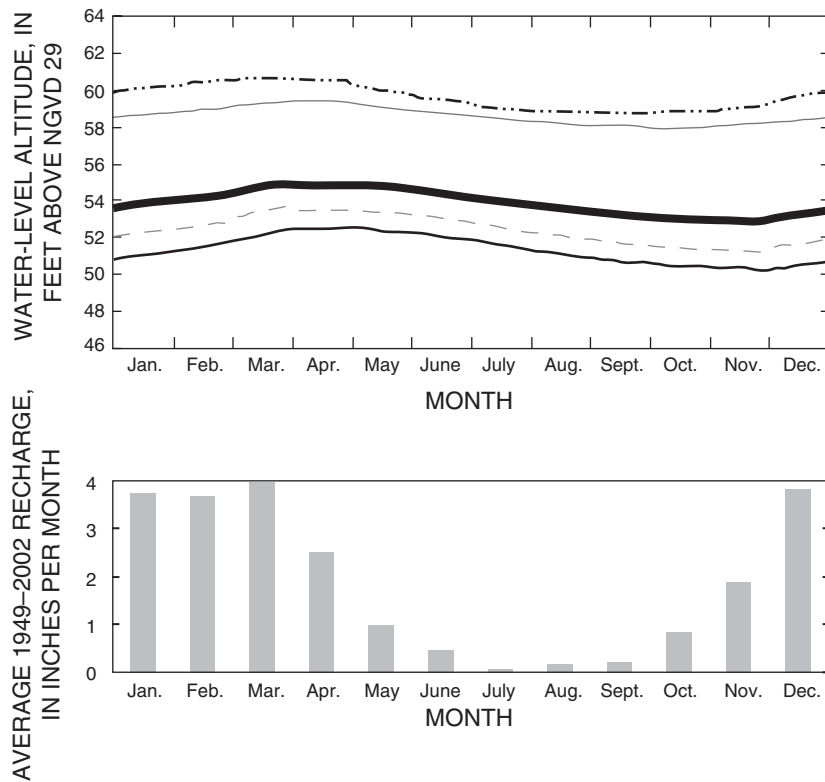 WATER-LEVEL ALTITUDE, IN
FEET ABOVE NGVD 29
64
62
60
58
56
54
52
50
48
46
Jan. Feb. Mar. Apr. May June July Aug. Sept. Oct. Nov. Dec.
MONTH
AVERAGE 1949–2002 RECHARGE,
IN INCHES PER MONTH
4
3
2
1
0
Jan. Feb. Mar. Apr. May June July Aug. Sept. Oct. Nov. Dec.
MONTH